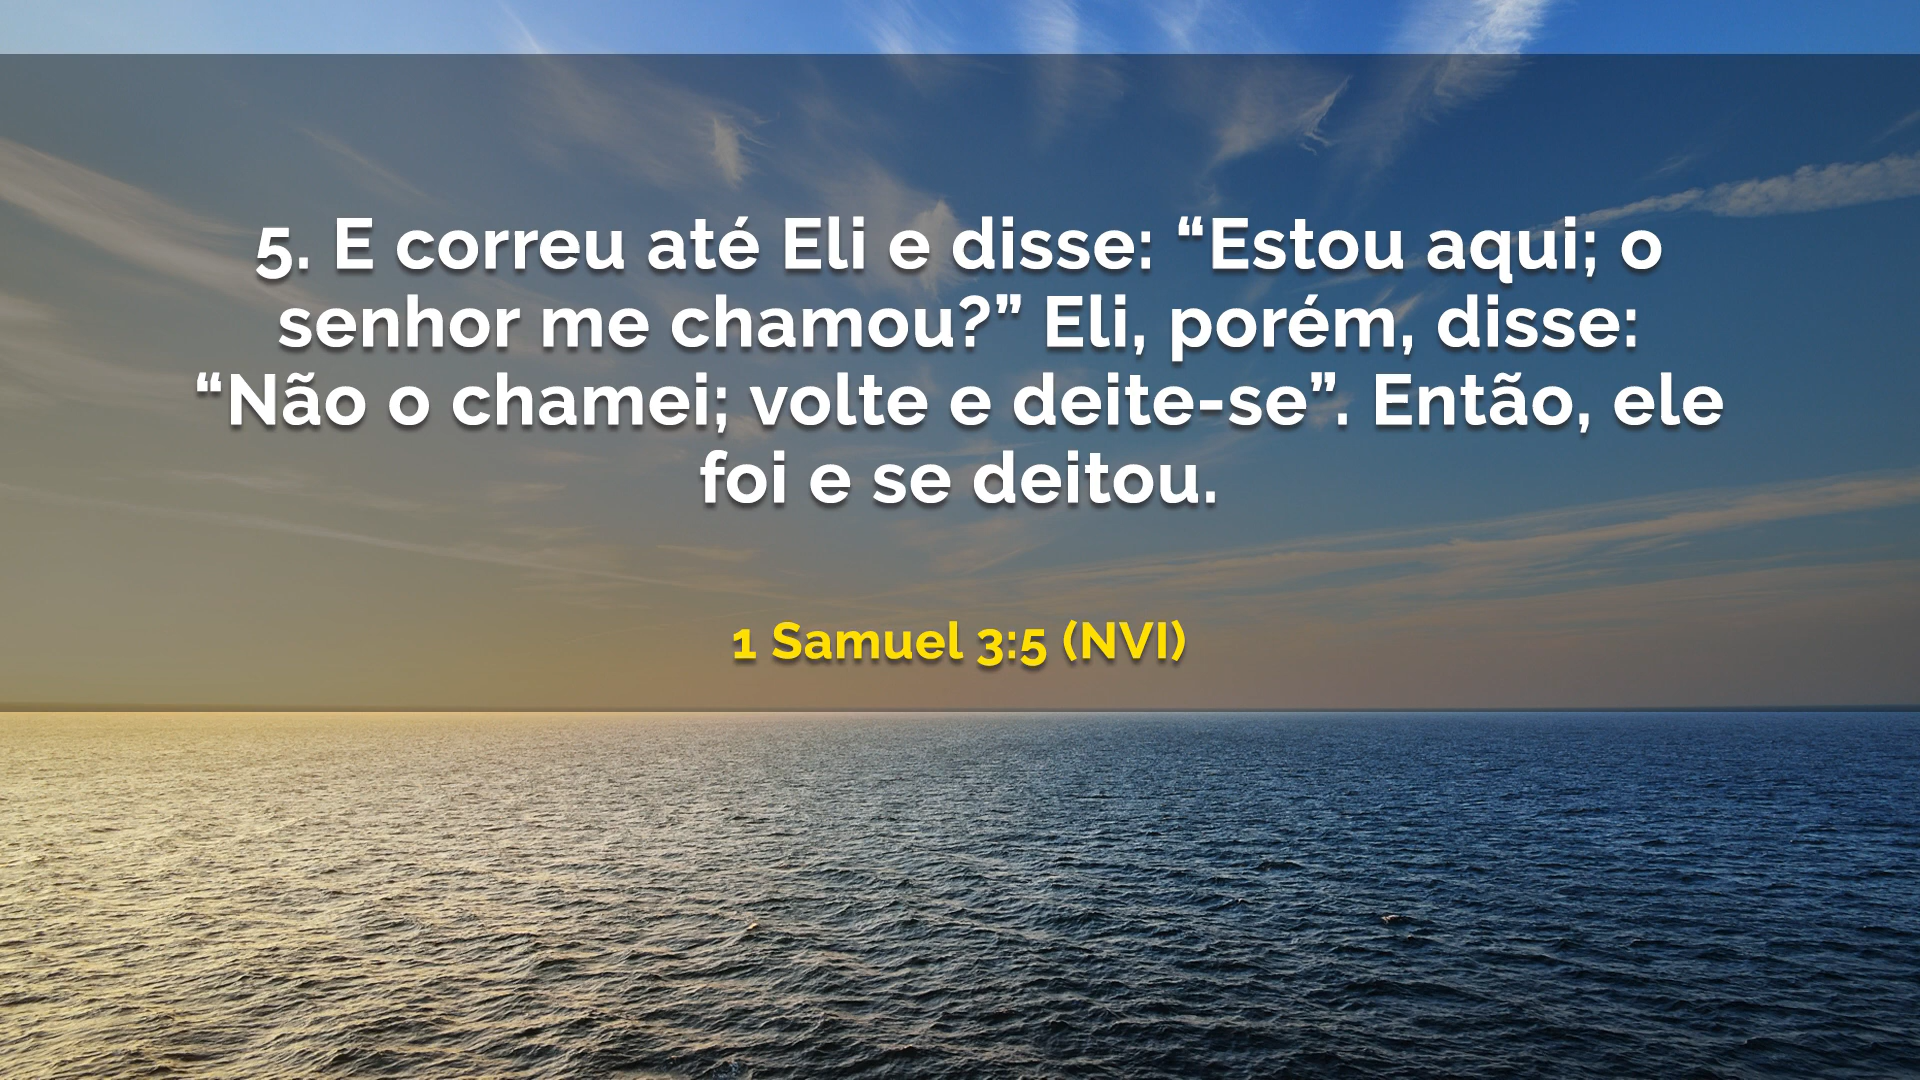 5. E correu até Eli e disse: “Estou aqui; o
senhor me chamou?” Eli, porém, disse:
“Não o chamei; volte e deite-se”. Então, ele
foi e se deitou.
1 Samuel 3:5 (NVI)